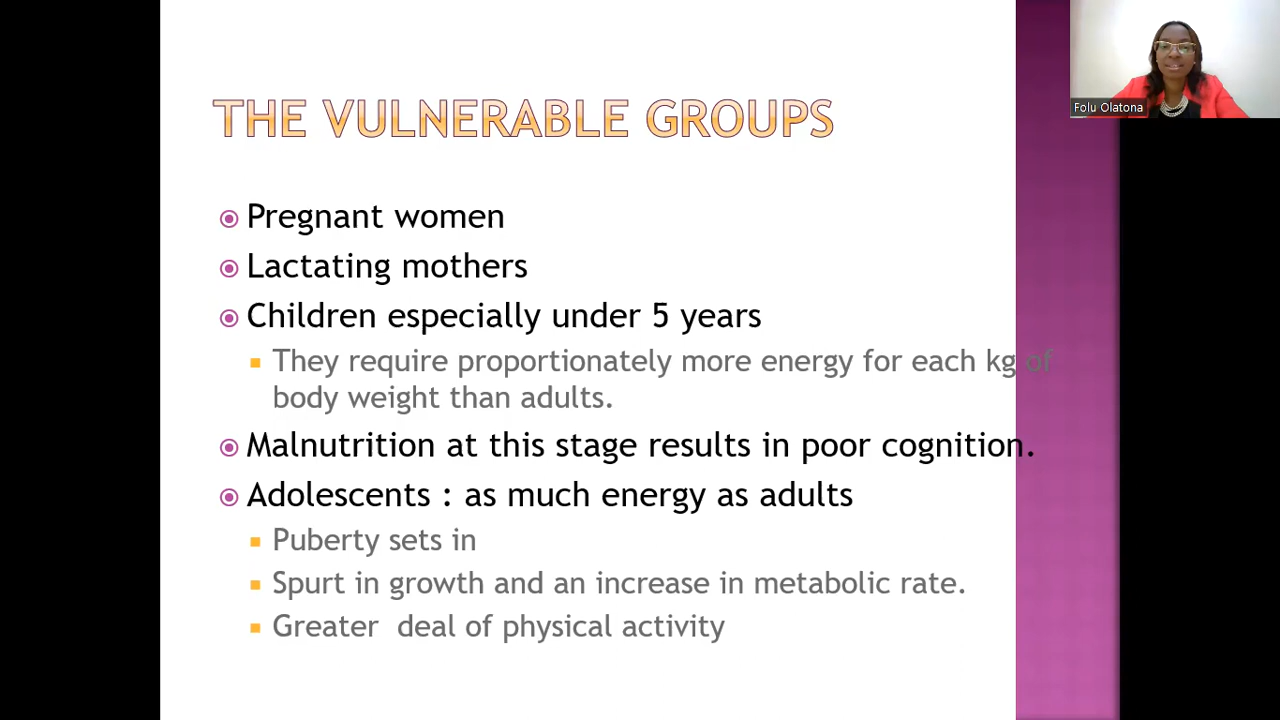 THE VULNERABLE GROUPS
Folu Olatona
Pregnant women
Lactating mothers
Children especially under 5 years
They require proportionately more energy for each kg of
body weight than adults.
Malnutrition at this stage results in poor cognition.
Adolescents : as much energy as adults
Puberty sets in
Spurt in growth and an increase in metabolic rate.
Greater  deal of physical activity